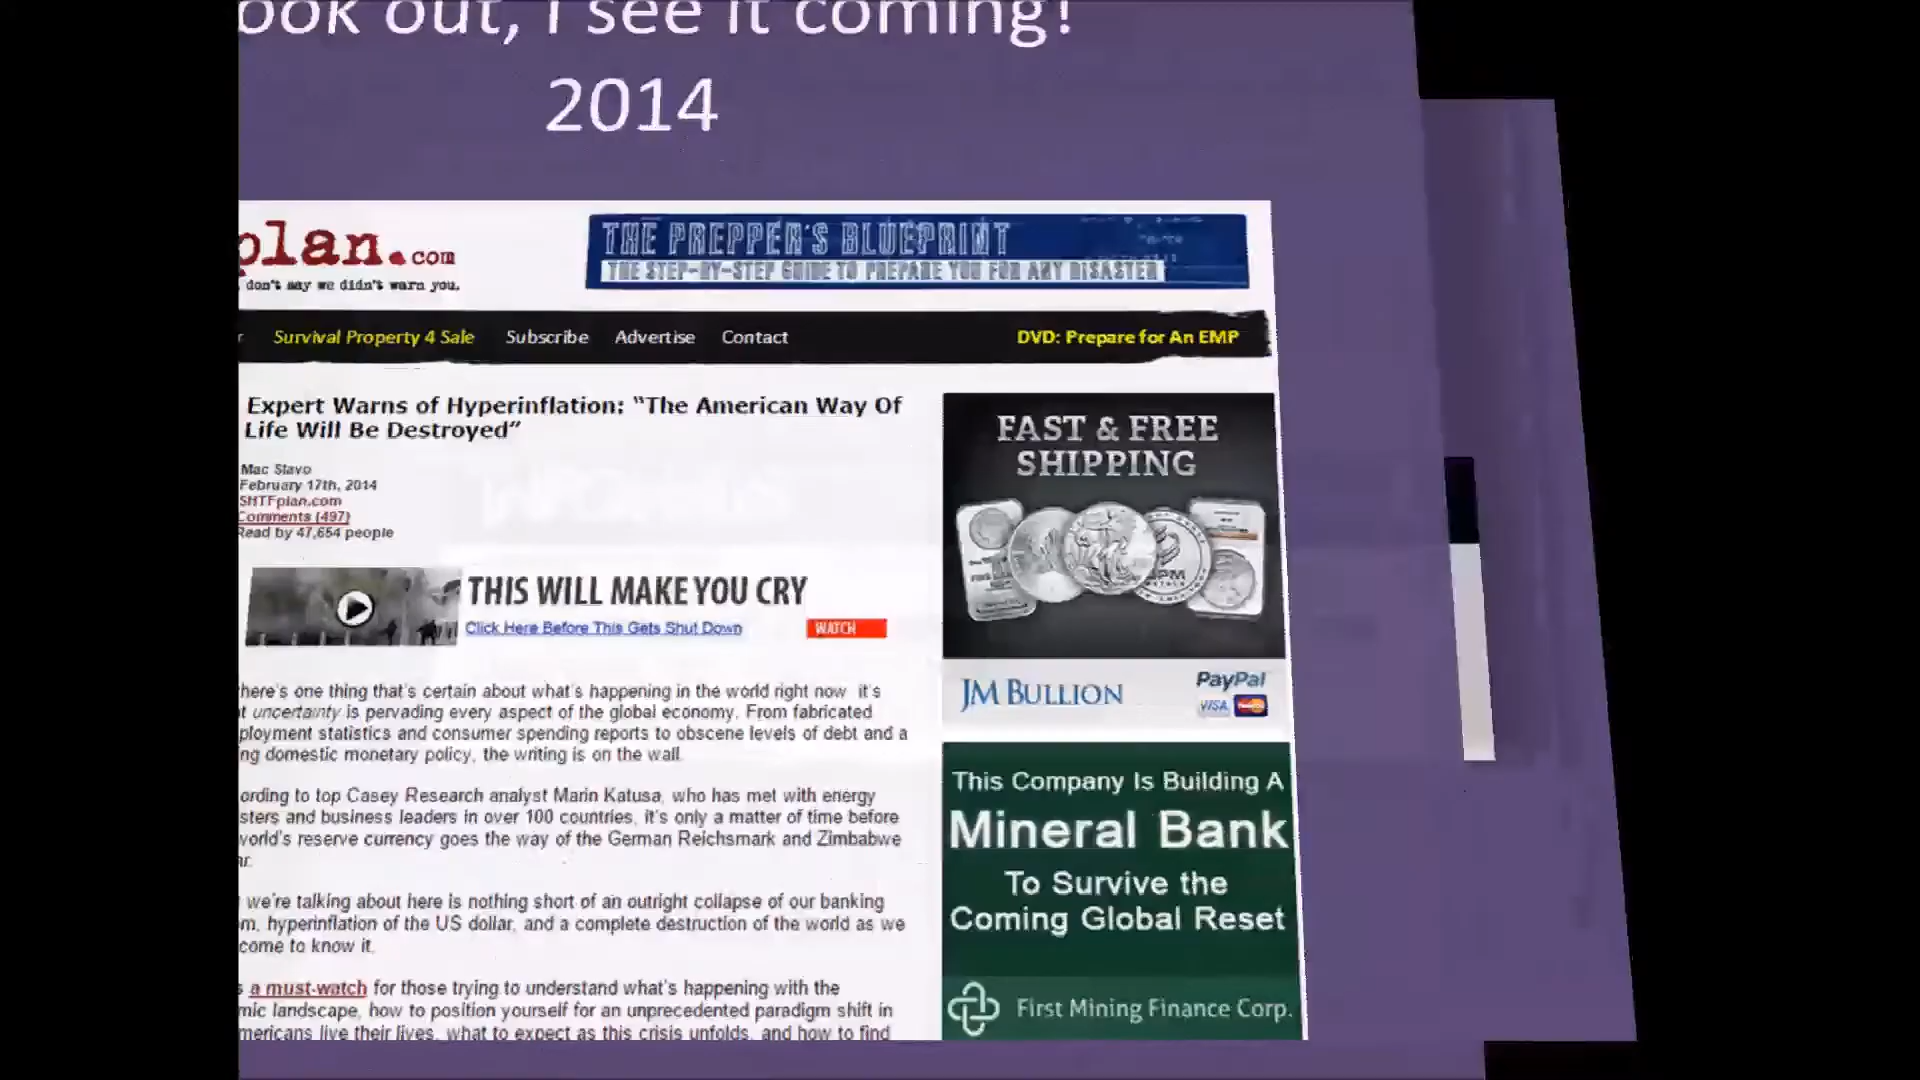 ook out, I see it coming!
2014
plan.com
don't say we didn't warn you.
THE PREPPER'S BLUEPRINT
THE STEP-BY-STEP GUIDE TO PREPARE YOU FOR ANY DISASTER
r Survival Property 4 Sale Subscribe Advertise Contact DVD: Prepare for An EMP
Expert Warns of Hyperinflation: “The American Way Of
Life Will Be Destroyed”
Mac Slavo
February 17th, 2014
SHTFplan.com
Comments (497)
Read by 47,654 people
THIS WILL MAKE YOU CRY
Click Here Before This Gets Shut Down
WATCH
here's one thing that's certain about what's happening in the world right now it's
t uncertainty is pervading every aspect of the global economy. From fabricated
ployment statistics and consumer spending reports to obscene levels of debt and a
ng domestic monetary policy, the writing is on the wall.
ording to top Casey Research analyst Marin Katusa, who has met with energy
sters and business leaders in over 100 countries, it's only a matter of time before
world's reserve currency goes the way of the German Reichsmark and Zimbabwe
ar.
we're talking about here is nothing short of an outright collapse of our banking
m, hyperinflation of the US dollar, and a complete destruction of the world as we
come to know it.
s a must-watch for those trying to understand what's happening with the
mic landscape, how to position yourself for an unprecedented paradigm shift in
mericans live their lives, what to expect as this crisis unfolds, and how to find
FAST & FREE
SHIPPING
JM BULLION
PayPal
VISA
This Company Is Building A
Mineral Bank
To Survive the
Coming Global Reset
First Mining Finance Corp.